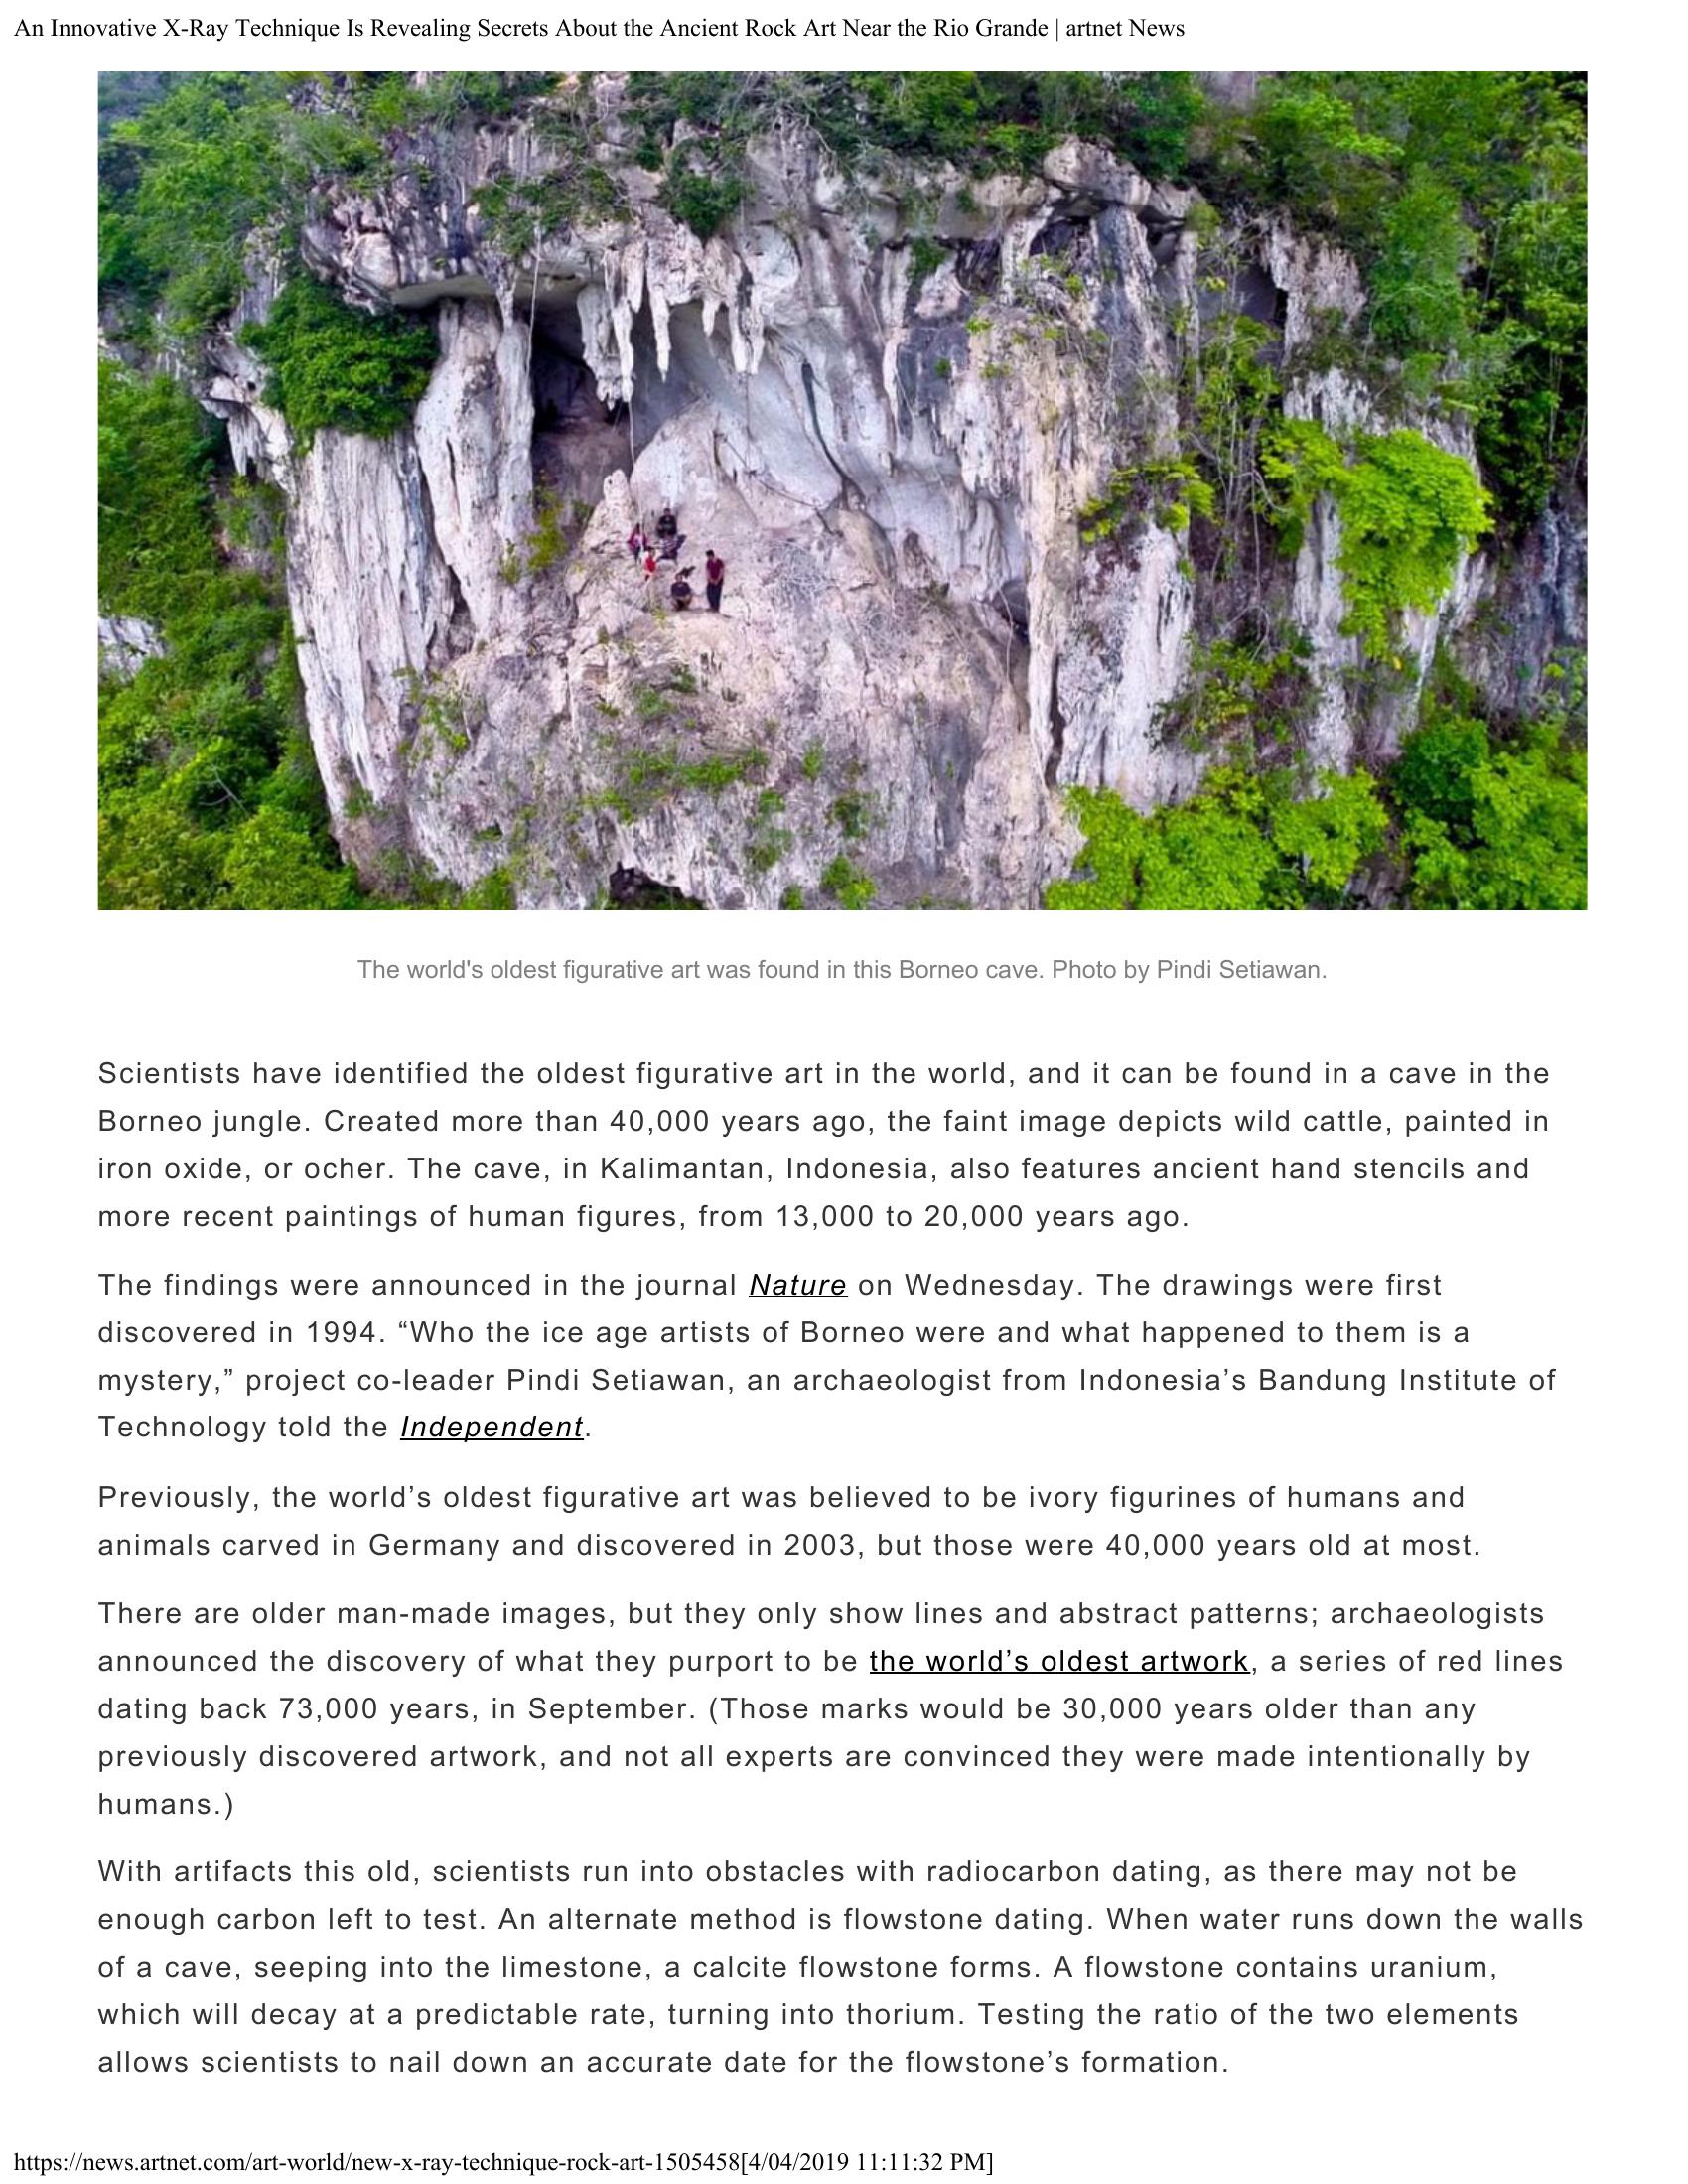 An Innovative X-Ray Technique Is Revealing Secrets About the Ancient Rock Art Near the Rio Grande | artnet News
The world's oldest figurative art was found in this Borneo cave. Photo by Pindi Setiawan.
Scientists have identified the oldest figurative art in the world, and it can be found in a cave in the
Borneo jungle. Created more than 40,000 years ago, the faint image depicts wild cattle, painted in
iron oxide, or ocher. The cave, in Kalimantan, Indonesia, also features ancient hand stencils and
more recent paintings of human figures, from 13,000 to 20,000 years ago.
The findings were announced in the journal Nature on Wednesday. The drawings were first
discovered in 1994. “Who the ice age artists of Borneo were and what happened to them is a
mystery,” project co-leader Pindi Setiawan, an archaeologist from Indonesia’s Bandung Institute of
Technology told the Independent.
Previously, the world’s oldest figurative art was believed to be ivory figurines of humans and
animals carved in Germany and discovered in 2003, but those were 40,000 years old at most.
There are older man-made images, but they only show lines and abstract patterns; archaeologists
announced the discovery of what they purport to be the world’s oldest artwork, a series of red lines
dating back 73,000 years, in September. (Those marks would be 30,000 years older than any
previously discovered artwork, and not all experts are convinced they were made intentionally by
humans.)
With artifacts this old, scientists run into obstacles with radiocarbon dating, as there may not be
enough carbon left to test. An alternate method is flowstone dating. When water runs down the walls
of a cave, seeping into the limestone, a calcite flowstone forms. A flowstone contains uranium,
which will decay at a predictable rate, turning into thorium. Testing the ratio of the two elements
allows scientists to nail down an accurate date for the flowstone’s formation.
https://news.artnet.com/art-world/new-x-ray-technique-rock-art-1505458[4/04/2019 11:11:32 PM]